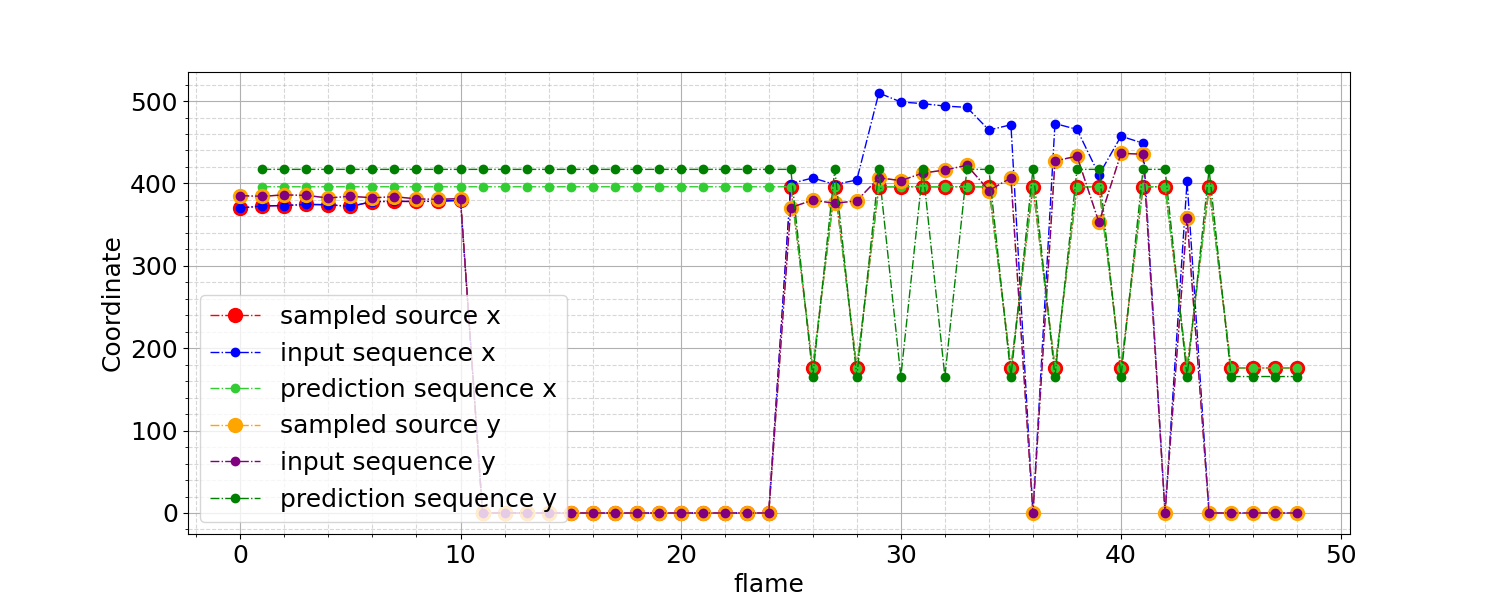 500
400
300
200
100
0
Coordinate
sampled source x
input sequence x
prediction sequence x
sampled source y
input sequence y
prediction sequence y
0 10 20 30 40 50
flame